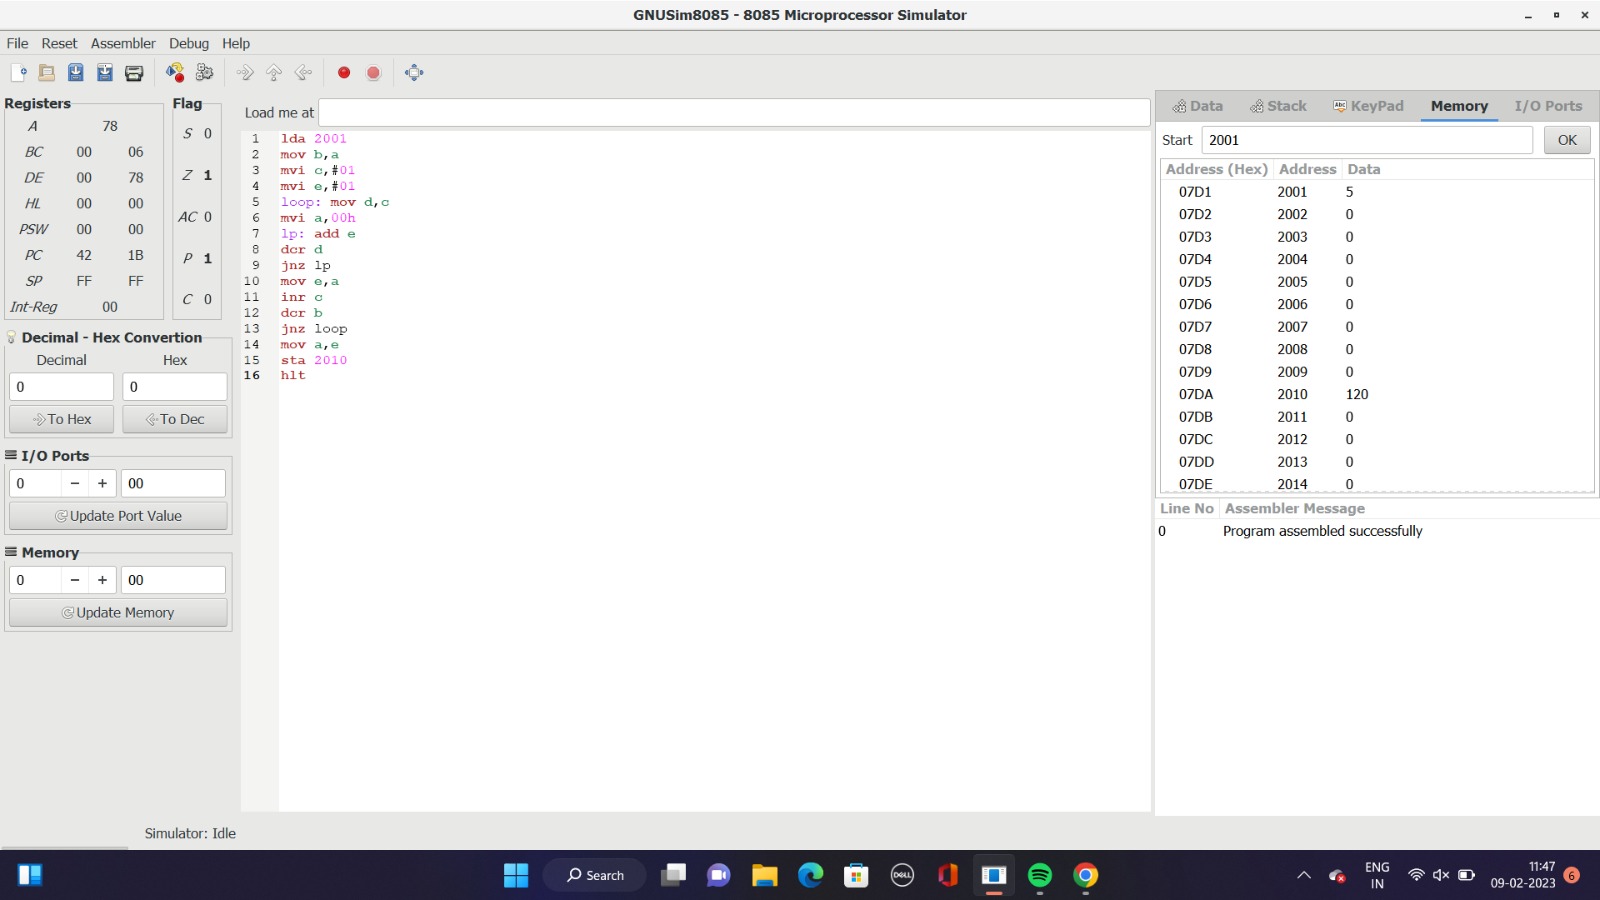 GNUSim8085 - 8085 Microprocessor Simulator
File Reset Assembler Debug Help
Registers
A 78
BC 00 06
DE 00 78
HL 00 00
PSW 00 00
PC 42 1B
SP FF FF
Int-Reg 00
Flag
S 0
Z 1
AC 0
P 1
C 0
Decimal - Hex Convertion
Decimal Hex
0 0
To Hex To Dec
I/O Ports
0 - + 00
Update Port Value
Memory
0 - + 00
Update Memory
Load me at
1 lda 2001
2 mov b,a
3 mvi c,#01
4 mvi e,#01
5 loop: mov d,c
6 mvi a,00h
7 lp: add e
8 dcr d
9 jnz lp
10 mov e,a
11 inr c
12 dcr b
13 jnz loop
14 mov a,e
15 sta 2010
16 hlt
Data Stack Abc KeyPad Memory I/O Ports
Start 2001 OK
Address (Hex) Address Data
07D1 2001 5
07D2 2002 0
07D3 2003 0
07D4 2004 0
07D5 2005 0
07D6 2006 0
07D7 2007 0
07D8 2008 0
07D9 2009 0
07DA 2010 120
07DB 2011 0
07DC 2012 0
07DD 2013 0
07DE 2014 0
Line No Assembler Message
0 Program assembled successfully
Simulator: Idle
Search
DELL
ENG
IN
11:47
09-02-2023
6